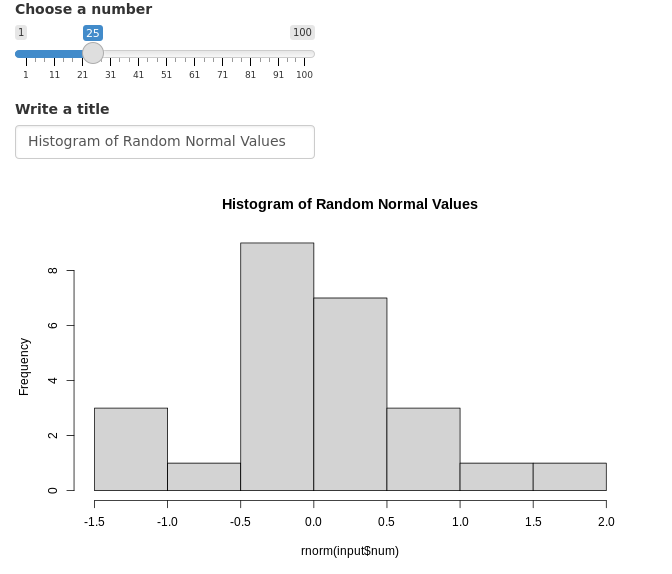 Choose a number
1 25 100
1 11 21 31 41 51 61 71 81 91 100
Write a title
Histogram of Random Normal Values
Histogram of Random Normal Values
8
6
4
2
0
Frequency
-1.5 -1.0 -0.5 0.0 0.5 1.0 1.5 2.0
rnorm(input$num)